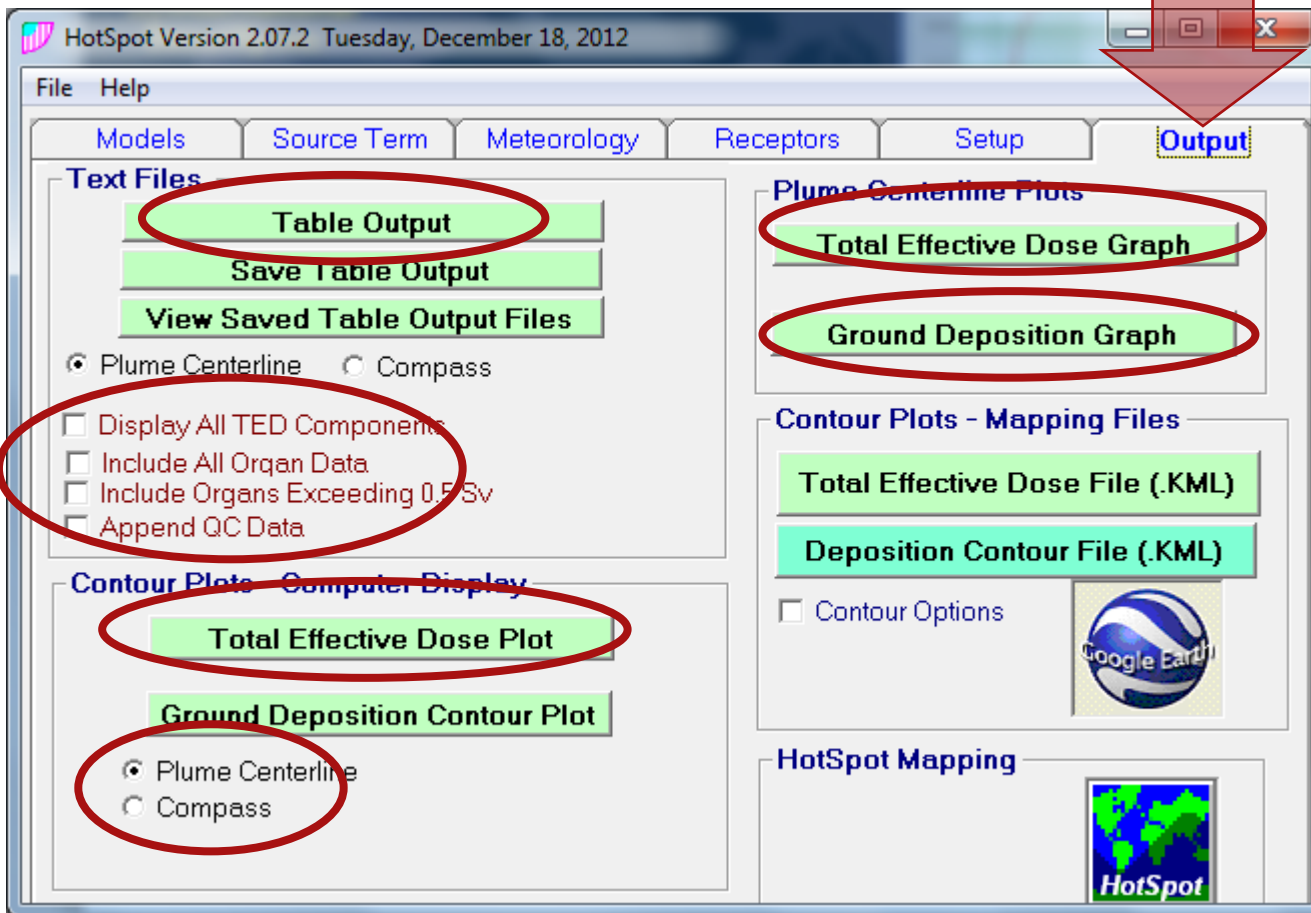 HotSpot Version 2.07.2 Tuesday, December 18, 2012
File Help
Models Source Term Meteorology Receptors Setup Output
Text Files
Table Output
Save Table Output
View Saved Table Output Files
Plume Centerline Compass
Display All TED Components
Include All Organ Data
Include Organs Exceeding 0.5 Sv
Append QC Data
Contour Plots - Computer Display
Total Effective Dose Plot
Ground Deposition Contour Plot
Plume Centerline
Compass
Plume Centerline Plots
Total Effective Dose Graph
Ground Deposition Graph
Contour Plots - Mapping Files
Total Effective Dose File (.KML)
Deposition Contour File (.KML)
Contour Options
Google Earth
HotSpot Mapping
HotSpot